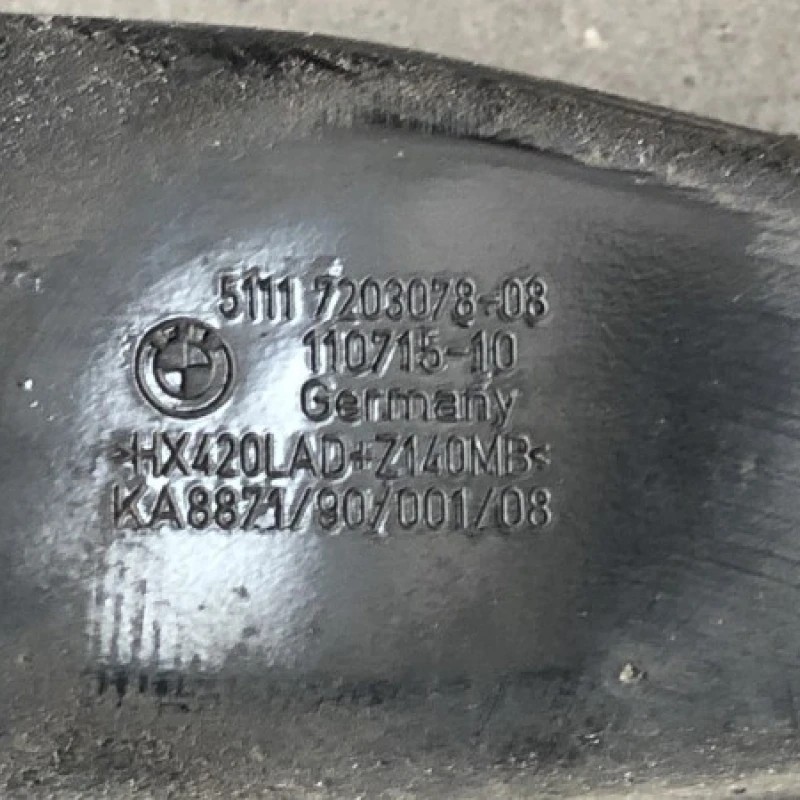 5111 7203078-08
110715-10
Germany
>HX420LAD+Z140MB<
KA8871/90/001/08